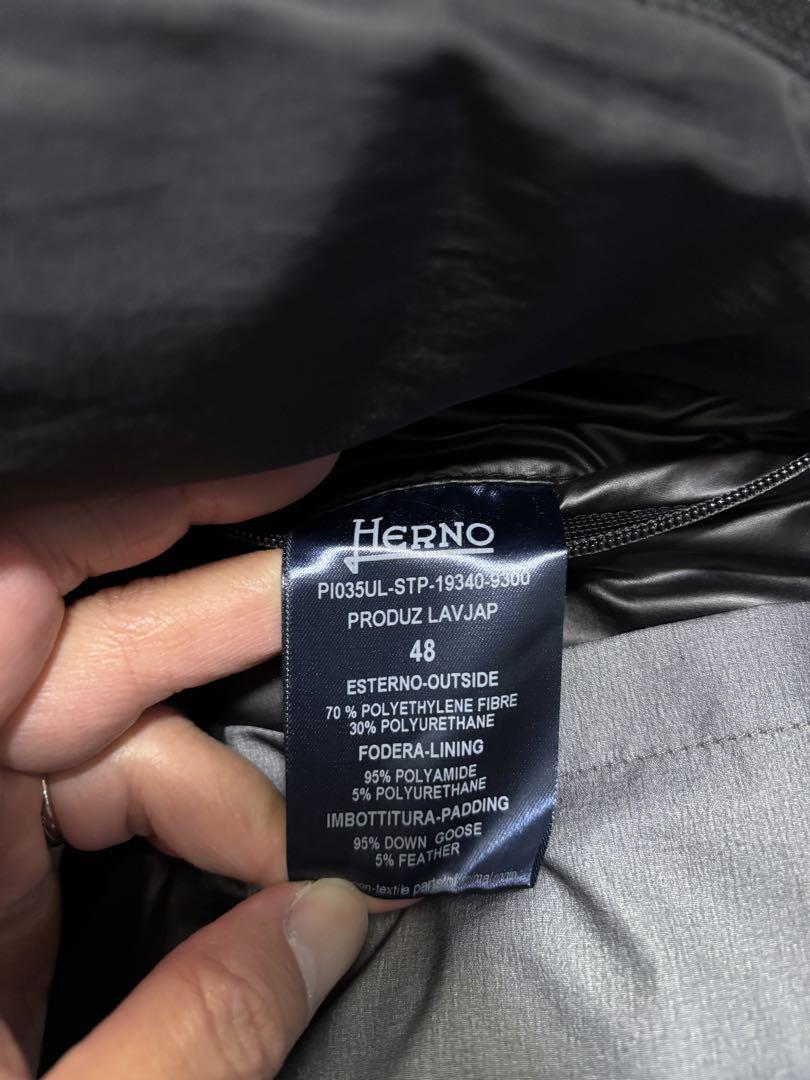 HERNO
PI035UL-STP-19340-9300
PRODUZ LAVJAP
48
ESTERNO-OUTSIDE
70 % POLYETHYLENE FIBRE
30% POLYURETHANE
FODERA-LINING
95% POLYAMIDE
5% POLYURETHANE
IMBOTTITURA-PADDING
95% DOWN GOOSE
5% FEATHER